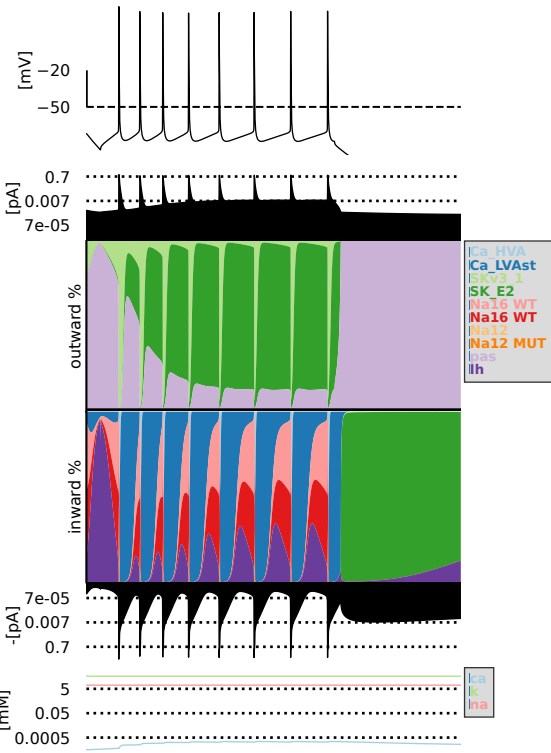 [mV]
−20
−50
[pA]
0.7
0.007
7e-05
outward %
Ca_HVA
Ca_LVAst
SKv3_1
SK_E2
Na16 WT
Na16 WT
Na12
Na12 MUT
pas
Ih
inward %
-[pA]
7e-05
0.007
0.7
[mM]
5
0.05
0.0005
ca
k
na